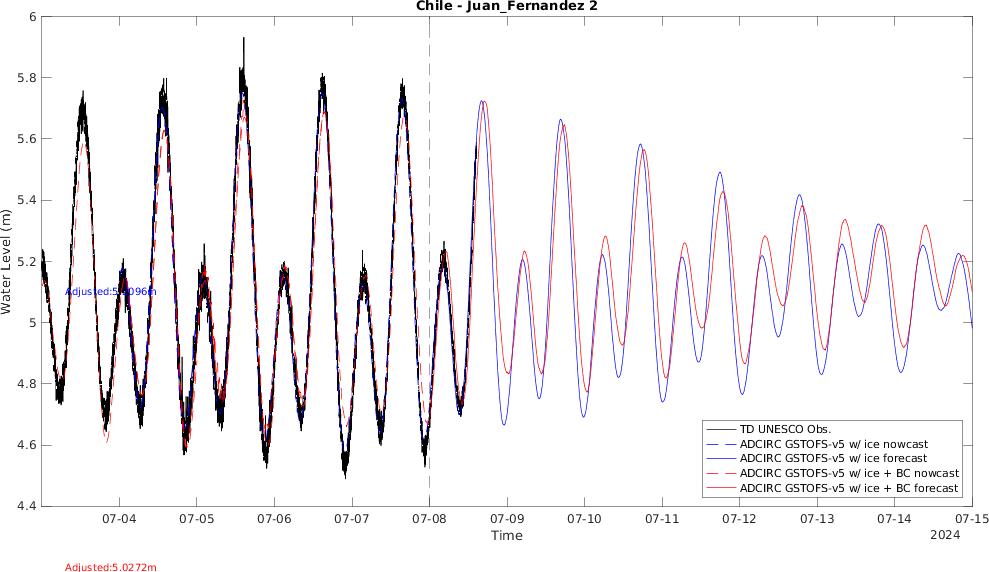 Chile - Juan_Fernandez 2
6
5.8
5.6
5.4
5.2
5
4.8
4.6
4.4
Water Level (m)
TD UNESCO Obs.
ADCIRC GSTOFS-v5 w/ ice nowcast
ADCIRC GSTOFS-v5 w/ ice forecast
ADCIRC GSTOFS-v5 w/ ice + BC nowcast
ADCIRC GSTOFS-v5 w/ ice + BC forecast
07-04 07-05 07-06 07-07 07-08 07-09 07-10 07-11 07-12 07-13 07-14 07-15
Time
2024
Adjusted:5.0272m